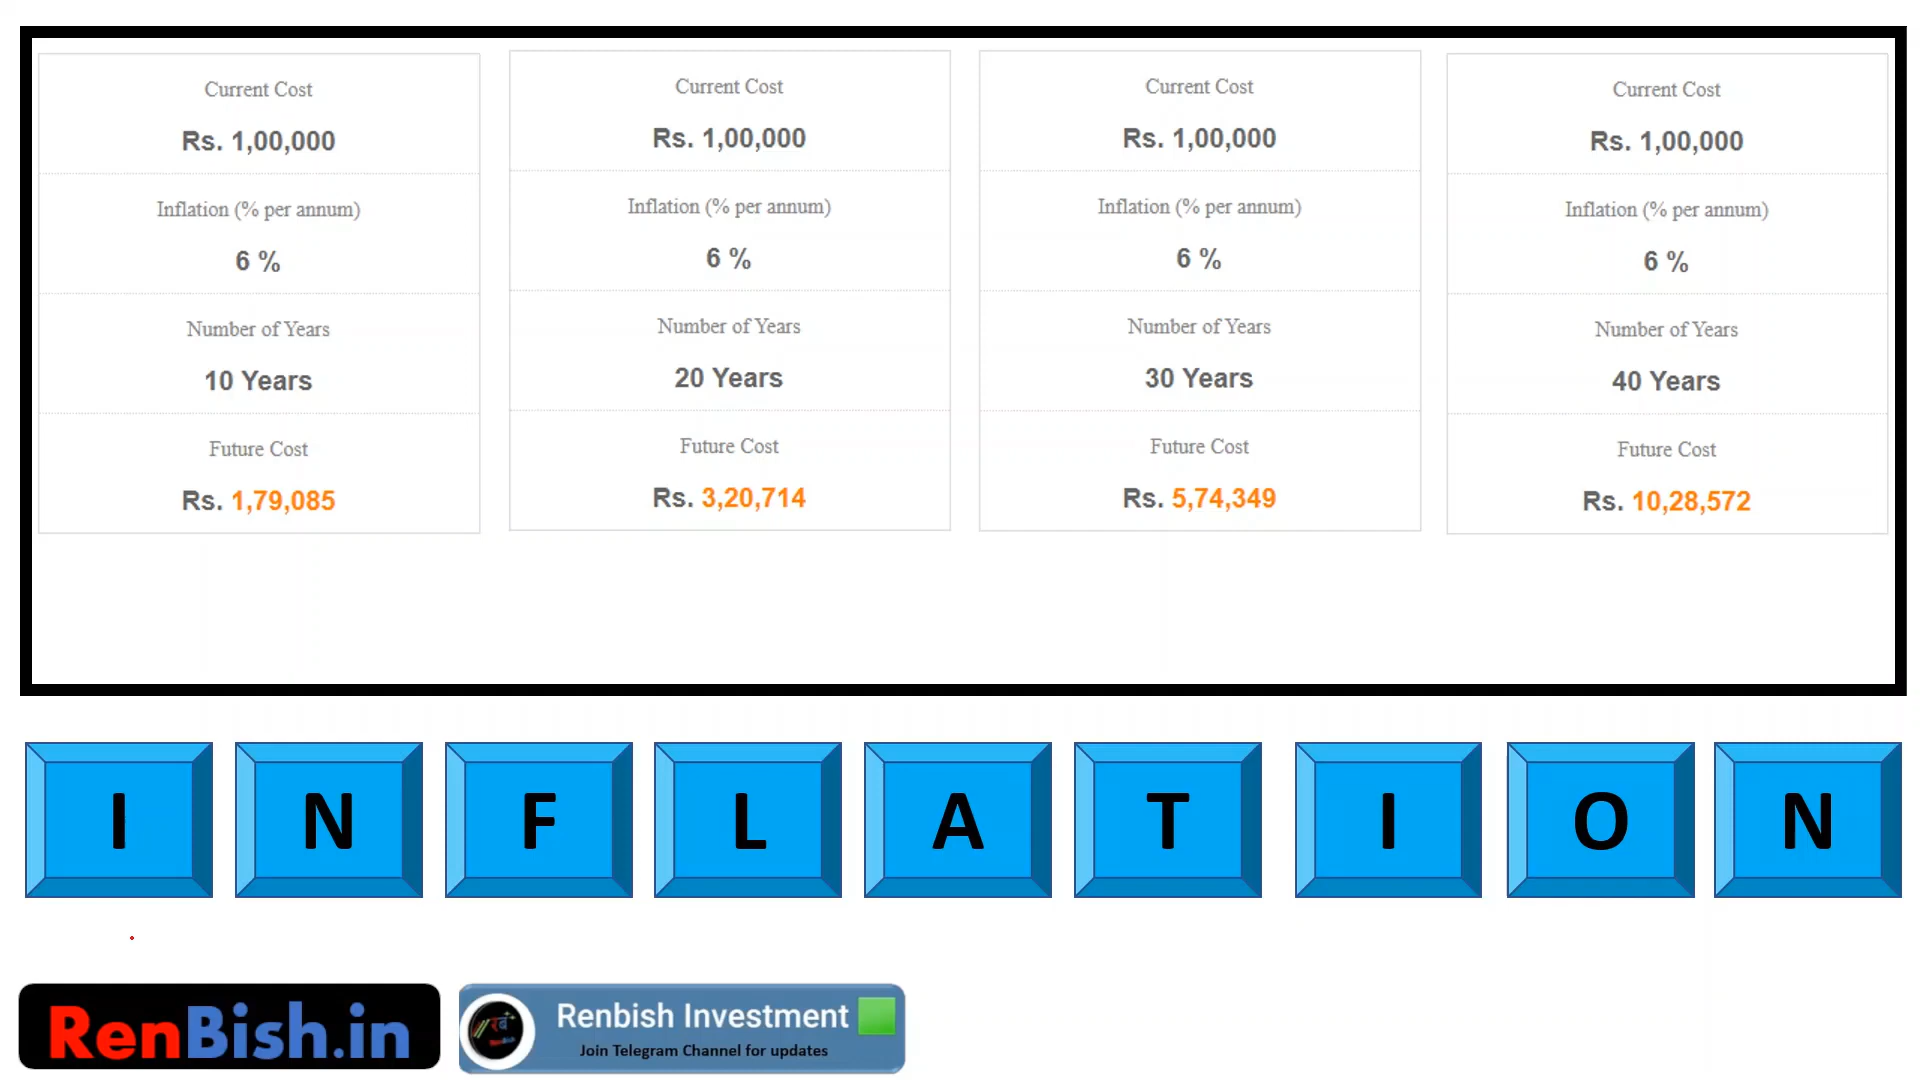 Current Cost
Rs. 1,00,000
Inflation (% per annum)
6 %
Number of Years
10 Years
Future Cost
Rs. 1,79,085
Current Cost
Rs. 1,00,000
Inflation (% per annum)
6 %
Number of Years
20 Years
Future Cost
Rs. 3,20,714
Current Cost
Rs. 1,00,000
Inflation (% per annum)
6 %
Number of Years
30 Years
Future Cost
Rs. 5,74,349
Current Cost
Rs. 1,00,000
Inflation (% per annum)
6 %
Number of Years
40 Years
Future Cost
Rs. 10,28,572
I N F L A T I O N
RenBish.in
Renbish Investment
Join Telegram Channel for updates